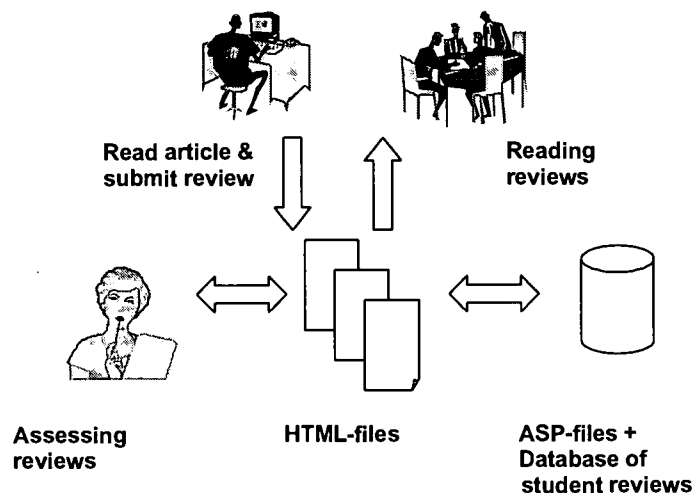 Read article &
submit review
Reading
reviews
Assessing
reviews
HTML-files
ASP-files +
Database of
student reviews